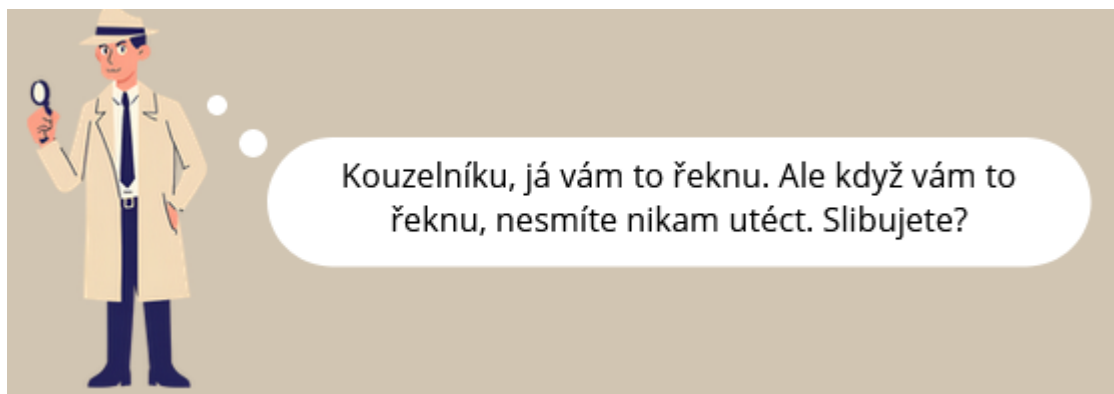 Kouzelníku, já vám to řeknu. Ale když vám to
řeknu, nesmíte nikam utéct. Slibujete?